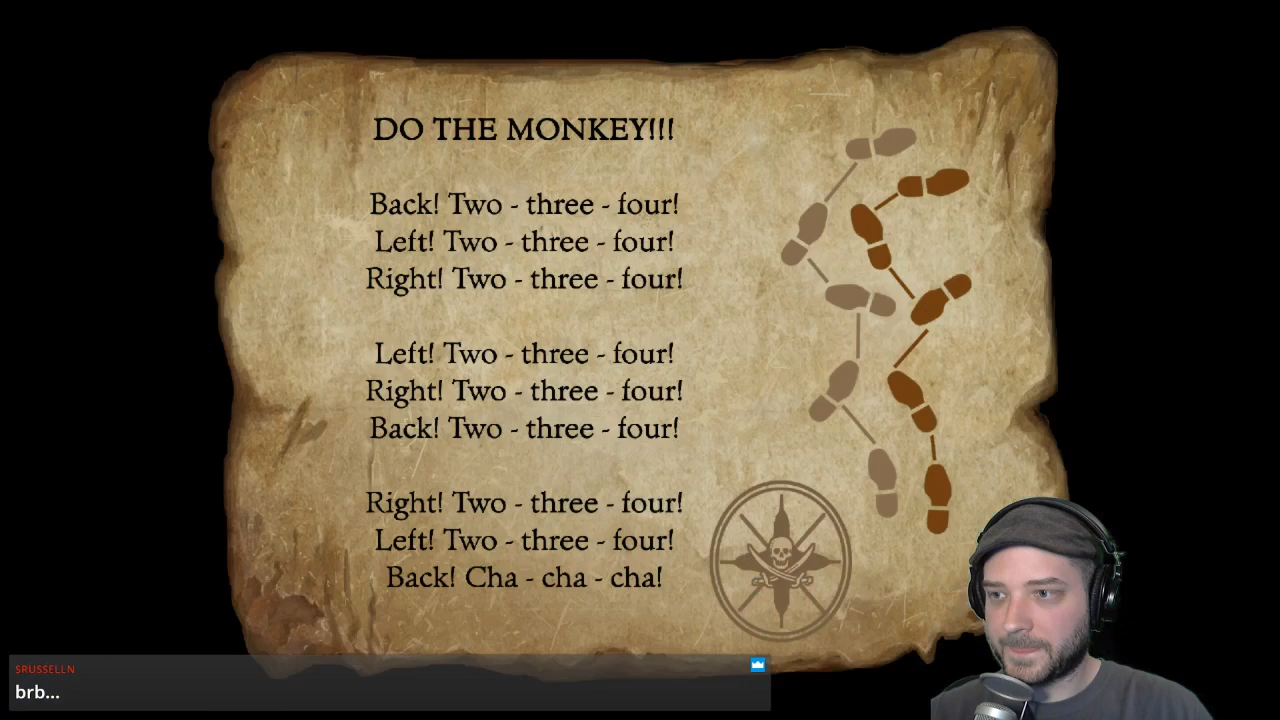 DO THE MONKEY!!!
Back! Two - three - four!
Left! Two - three - four!
Right! Two - three - four!
Left! Two - three - four!
Right! Two - three - four!
Back! Two - three - four!
Right! Two - three - four!
Left! Two - three - four!
Back! Cha - cha - cha!
SRUSSELLN
brb...